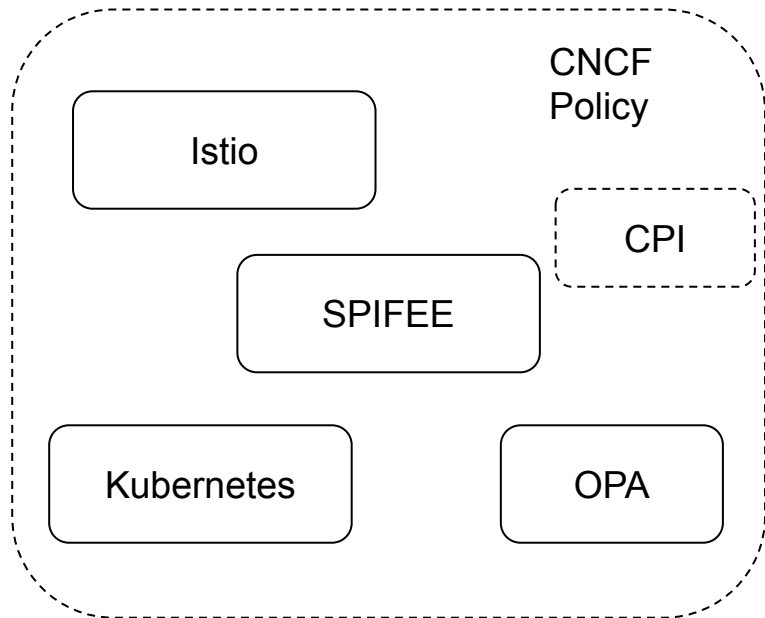 CNCF
Policy
Istio
CPI
SPIFEE
Kubernetes
OPA